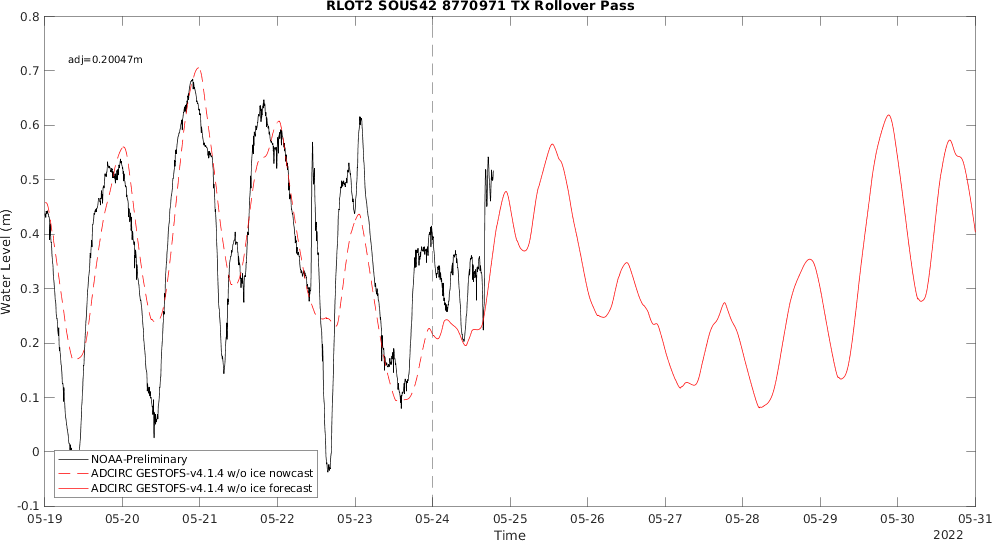 RLOT2 SOUS42 8770971 TX Rollover Pass
0.8
adj=0.20047m
0.7
0.6
0.5
0.4
0.3
0.2
0.1
0
-0.1
Water Level (m)
NOAA-Preliminary
ADCIRC GESTOFS-v4.1.4 w/o ice nowcast
ADCIRC GESTOFS-v4.1.4 w/o ice forecast
05-19 05-20 05-21 05-22 05-23 05-24 05-25 05-26 05-27 05-28 05-29 05-30 05-31
Time
2022